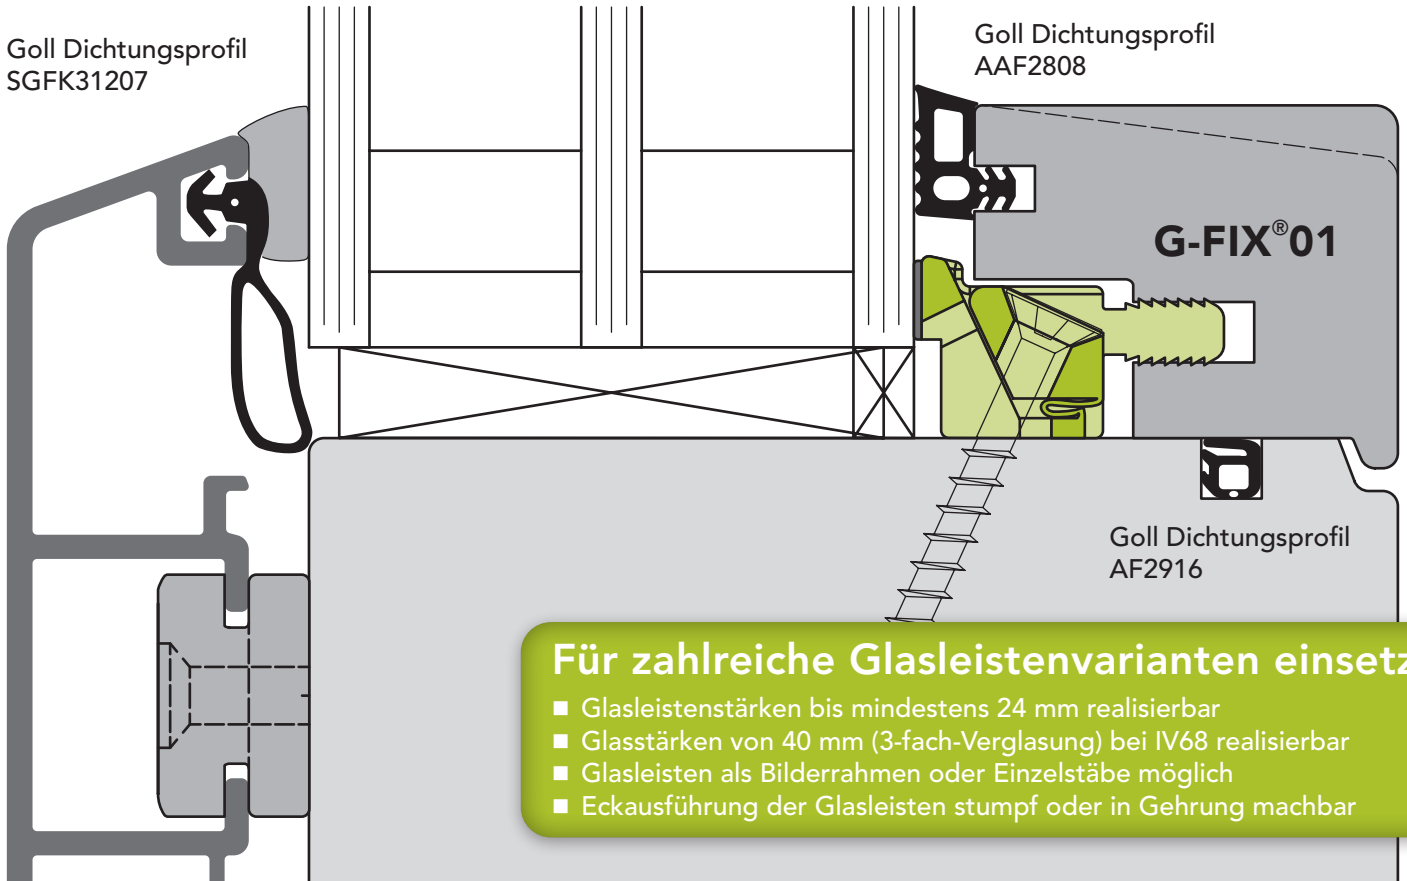 Goll Dichtungsprofil
SGFK31207
Goll Dichtungsprofil
AAF2808
G-FIX®01
Goll Dichtungsprofil
AF2916
Für zahlreiche Glasleistenvarianten einsetz
■ Glasleistenstärken bis mindestens 24 mm realisierbar
■ Glasstärken von 40 mm (3-fach-Verglasung) bei IV68 realisierbar
■ Glasleisten als Bilderrahmen oder Einzelstäbe möglich
■ Eckausführung der Glasleisten stumpf oder in Gehrung machbar